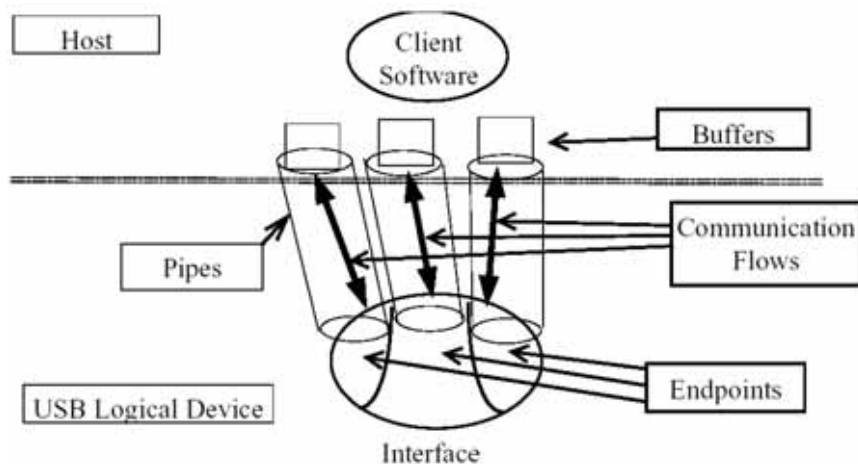 Host
Client
Software
Buffers
Communication
Flows
Pipes
Endpoints
USB Logical Device
Interface